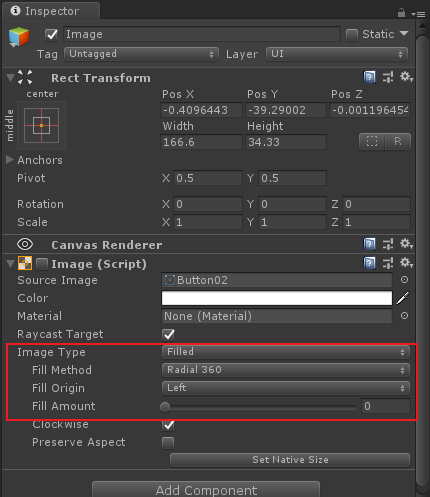 Inspector
Image Static
Tag Untagged Layer UI
Rect Transform
center Pos X Pos Y Pos Z
middle -0.4096443 -39.29002 -0.001196454
Width Height
166.6 34.33 R
Anchors
Pivot X 0.5 Y 0.5
Rotation X 0 Y 0 Z 0
Scale X 1 Y 1 Z 1
Canvas Renderer
Image (Script)
Source Image Button02
Color
Material None (Material)
Raycast Target
Image Type Filled
Fill Method Radial 360
Fill Origin Left
Fill Amount 0
Clockwise
Preserve Aspect
Set Native Size
Add Component